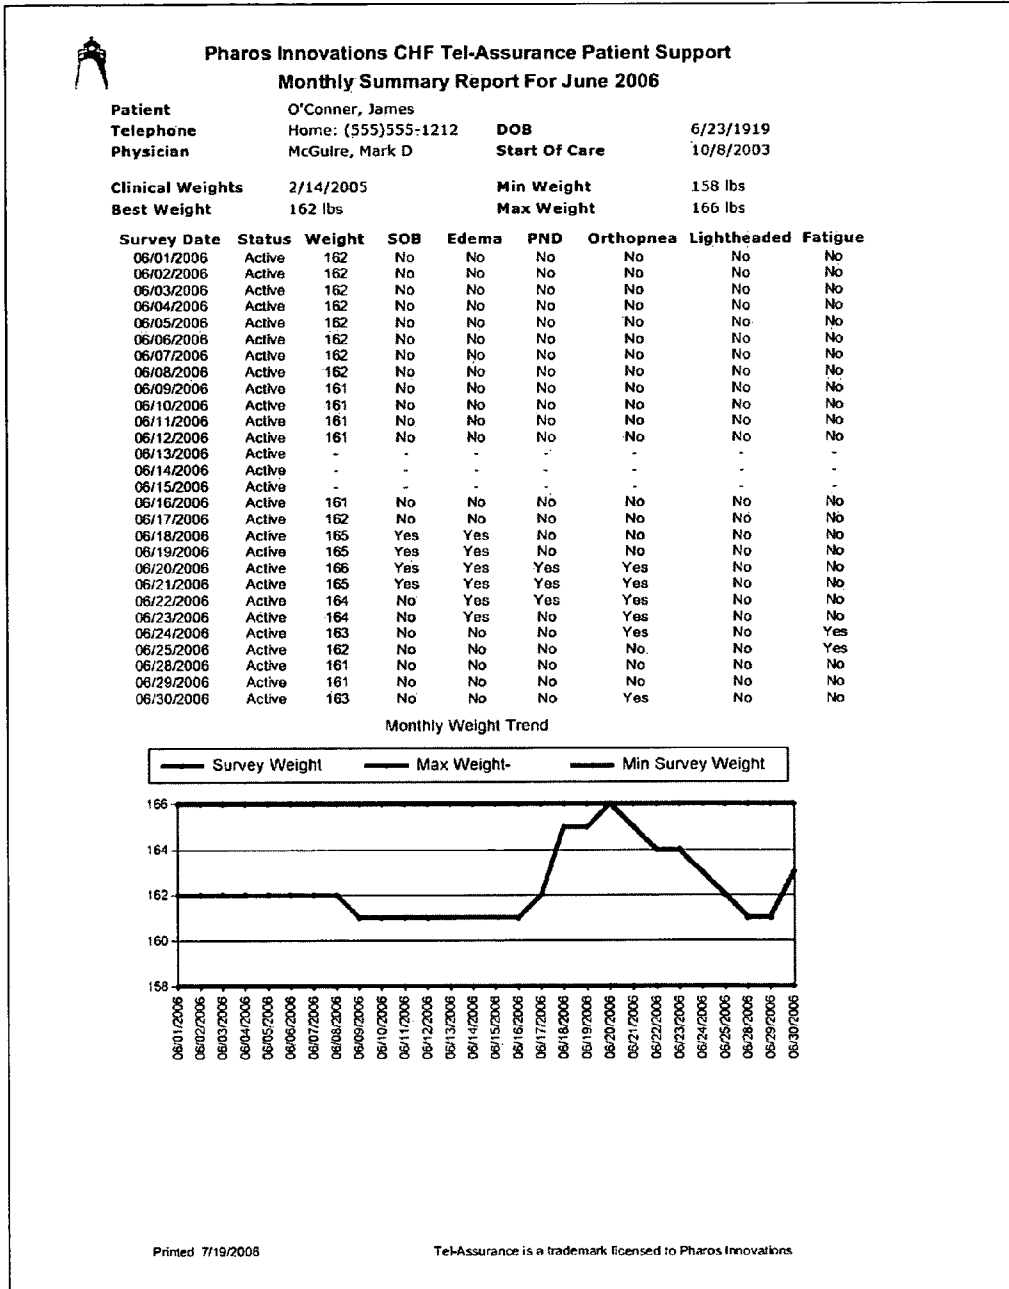 Pharos Innovations CHF Tel-Assurance Patient Support
Monthly Summary Report For June 2006
Patient O'Conner, James
Telephone Home: (555)555-1212 DOB 6/23/1919
Physician McGuire, Mark D Start Of Care 10/8/2003
Clinical Weights 2/14/2005 Min Weight 158 lbs
Best Weight 162 lbs Max Weight 166 lbs
Survey Date Status Weight SOB Edema PND Orthopnea Lightheaded Fatigue
06/01/2006 Active 162 No No No No No No
06/02/2006 Active 162 No No No No No No
06/03/2006 Active 162 No No No No No No
06/04/2006 Active 162 No No No No No No
06/05/2006 Active 162 No No No No No No
06/06/2006 Active 162 No No No No No No
06/07/2006 Active 162 No No No No No No
06/08/2006 Active 162 No No No No No No
06/09/2006 Active 161 No No No No No No
06/10/2006 Active 161 No No No No No No
06/11/2006 Active 161 No No No No No No
06/12/2006 Active 161 No No No No No No
06/13/2006 Active - - - - - - -
06/14/2006 Active - - - - - - -
06/15/2006 Active - - - - - - -
06/16/2006 Active 161 No No No No No No
06/17/2006 Active 162 No No No No No No
06/18/2006 Active 165 Yes Yes No No No No
06/19/2006 Active 165 Yes Yes No No No No
06/20/2006 Active 166 Yes Yes Yes Yes No No
06/21/2006 Active 165 Yes Yes Yes Yes No No
06/22/2006 Active 164 No Yes Yes Yes No No
06/23/2006 Active 164 No Yes No Yes No No
06/24/2006 Active 163 No No No Yes No Yes
06/25/2006 Active 162 No No No No. No Yes
06/28/2006 Active 161 No No No No No No
06/29/2006 Active 161 No No No No No No
06/30/2006 Active 163 No No No Yes No No
Monthly Weight Trend
Survey Weight Max Weight- Min Survey Weight
166
164
162
160
158
06/01/2006
06/02/2006
06/03/2006
06/04/2006
06/05/2006
06/06/2006
06/07/2006
06/08/2006
06/09/2006
06/10/2006
06/11/2006
06/12/2006
06/13/2006
06/14/2006
06/15/2006
06/16/2006
06/17/2006
06/18/2006
06/19/2006
06/20/2006
06/21/2006
06/22/2006
06/23/2006
06/24/2006
06/25/2006
06/28/2006
06/29/2006
06/30/2006
Printed 7/19/2006 Tel-Assurance is a trademark licensed to Pharos Innovations